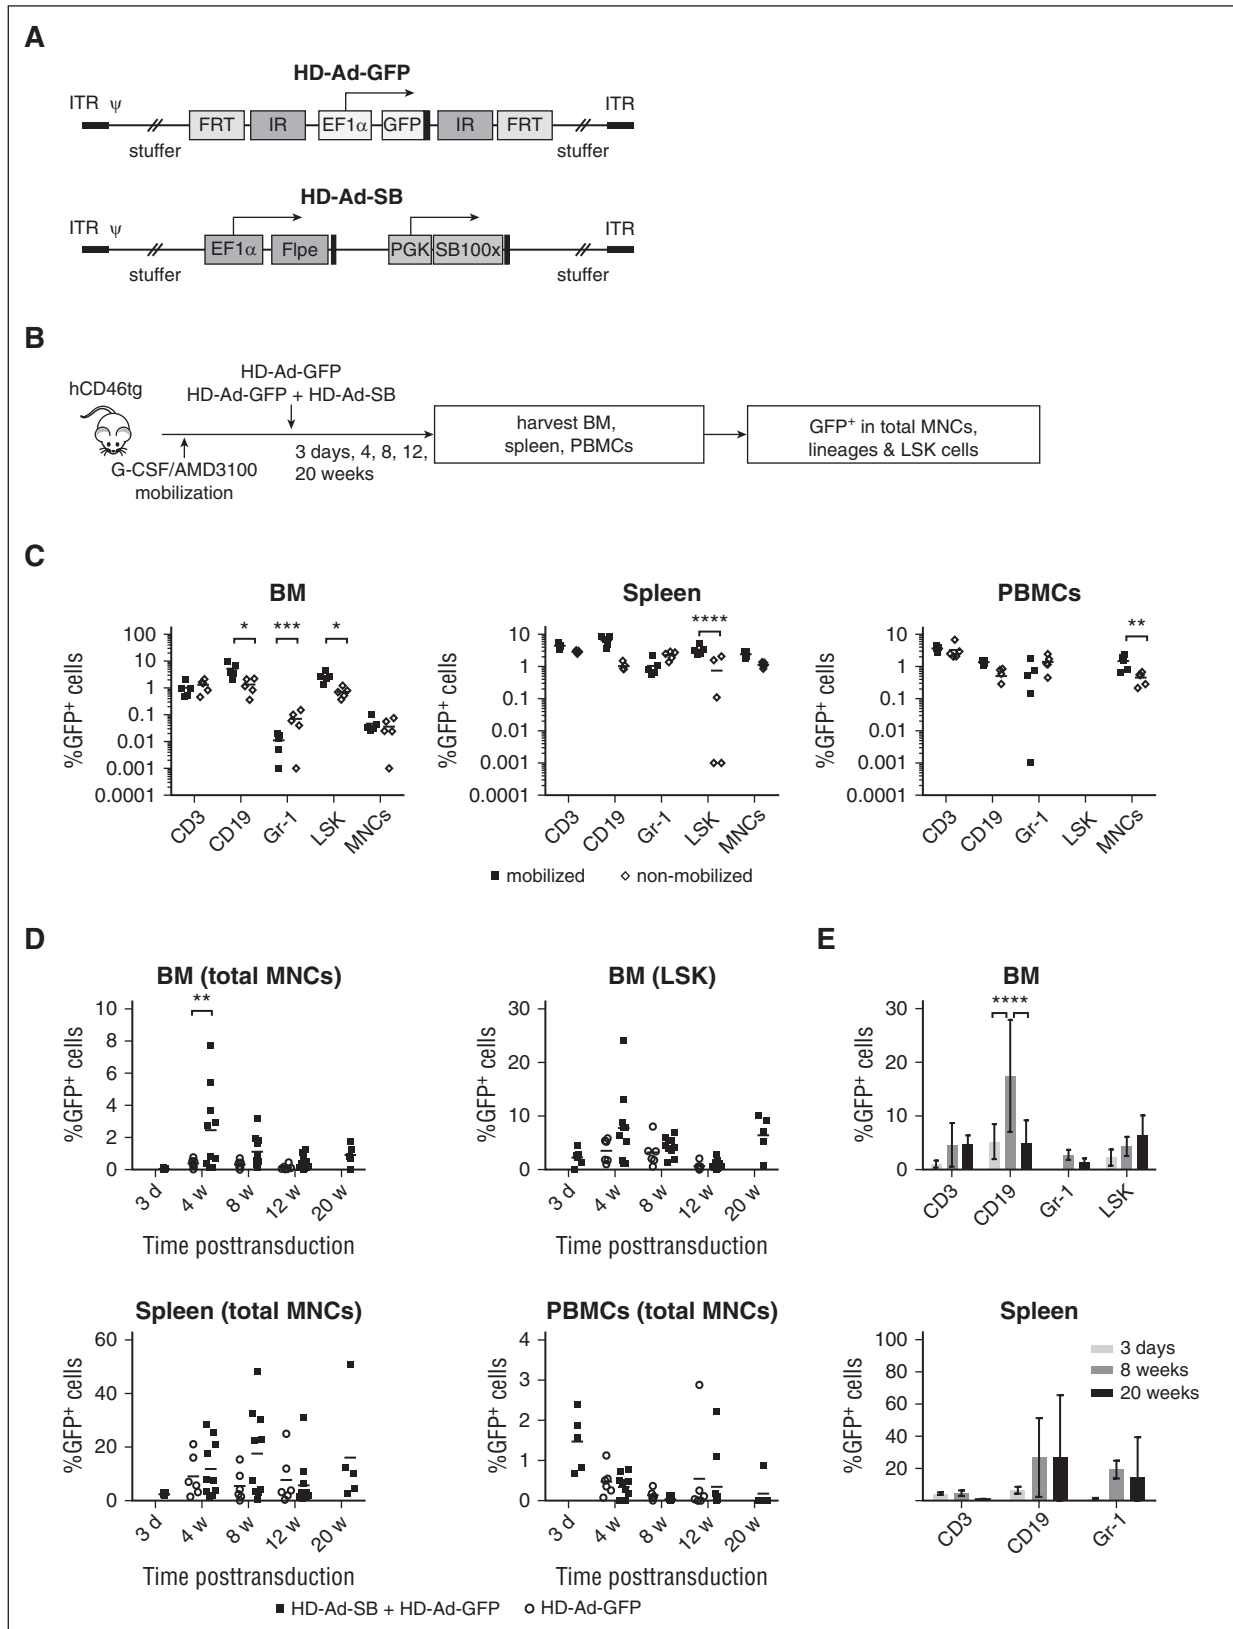 A
HD-Ad-GFP
ITR ψ ITR
FRT IR EF1α GFP IR FRT
stuffer stuffer
HD-Ad-SB
ITR ψ ITR
EF1α Flpe PGK SB100x
stuffer stuffer
B
hCD46tg
HD-Ad-GFP
HD-Ad-GFP + HD-Ad-SB
G-CSF/AMD3100
mobilization
3 days, 4, 8, 12,
20 weeks
harvest BM,
spleen, PBMCs
GFP+ in total MNCs,
lineages & LSK cells
C
BM
* *** *
%GFP+ cells
100
10
1
0.1
0.01
0.001
0.0001
CD3 CD19 Gr-1 LSK MNCs
Spleen
****
%GFP+ cells
10
1
0.1
0.01
0.001
0.0001
CD3 CD19 Gr-1 LSK MNCs
PBMCs
**
%GFP+ cells
10
1
0.1
0.01
0.001
0.0001
CD3 CD19 Gr-1 LSK MNCs
mobilized non-mobilized
D
BM (total MNCs)
**
%GFP+ cells
10
8
6
4
2
0
3 d 4 w 8 w 12 w 20 w
Time posttransduction
BM (LSK)
%GFP+ cells
30
20
10
0
3 d 4 w 8 w 12 w 20 w
Time posttransduction
Spleen (total MNCs)
%GFP+ cells
60
40
20
0
3 d 4 w 8 w 12 w 20 w
Time posttransduction
PBMCs (total MNCs)
%GFP+ cells
4
3
2
1
0
3 d 4 w 8 w 12 w 20 w
Time posttransduction
HD-Ad-SB + HD-Ad-GFP HD-Ad-GFP
E
BM
****
%GFP+ cells
30
20
10
0
CD3 CD19 Gr-1 LSK
Spleen
%GFP+ cells
100
80
60
40
20
3 days
8 weeks
20 weeks
CD3 CD19 Gr-1